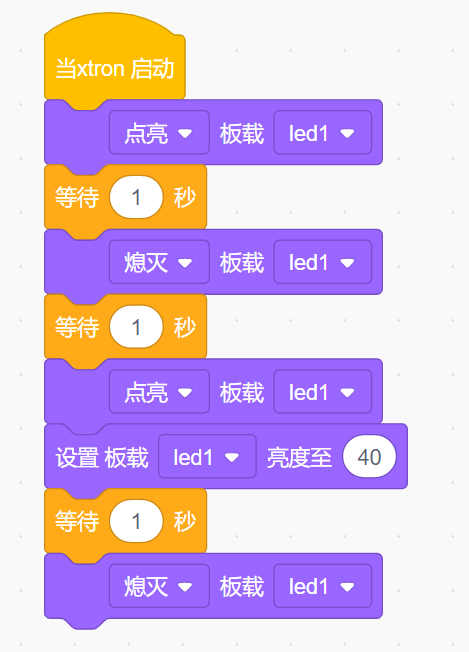 当xtron 启动
点亮 板载 led1
等待 1 秒
熄灭 板载 led1
等待 1 秒
点亮 板载 led1
设置 板载 led1 亮度至 40
等待 1 秒
熄灭 板载 led1